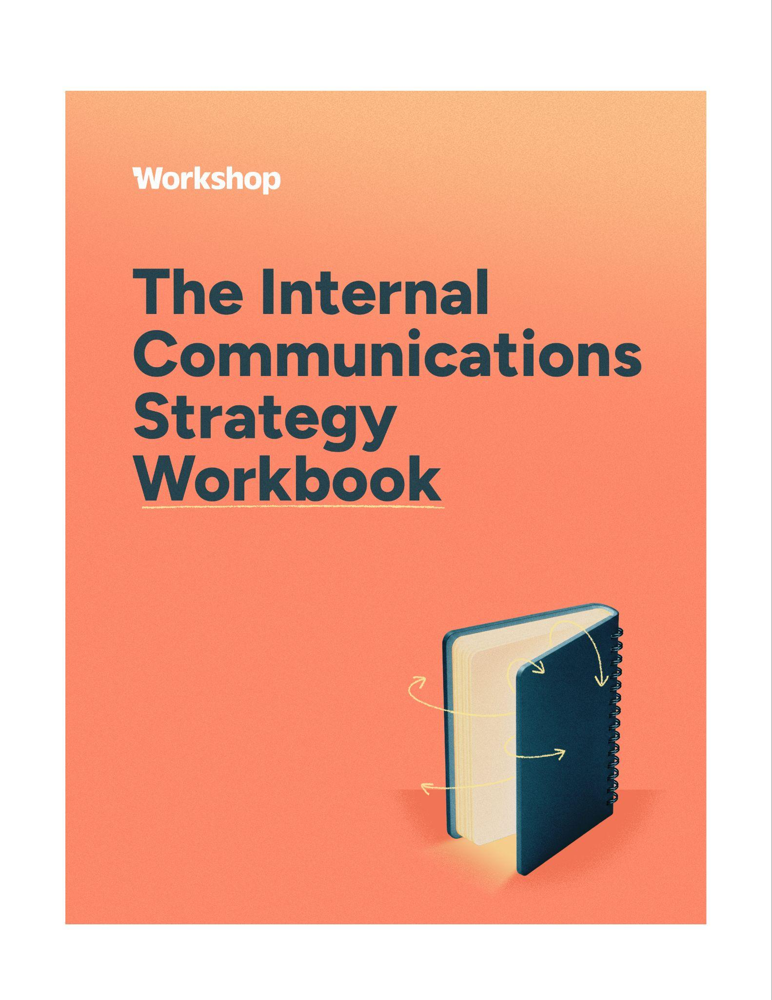 Workshop
The Internal
Communications
Strategy
Workbook